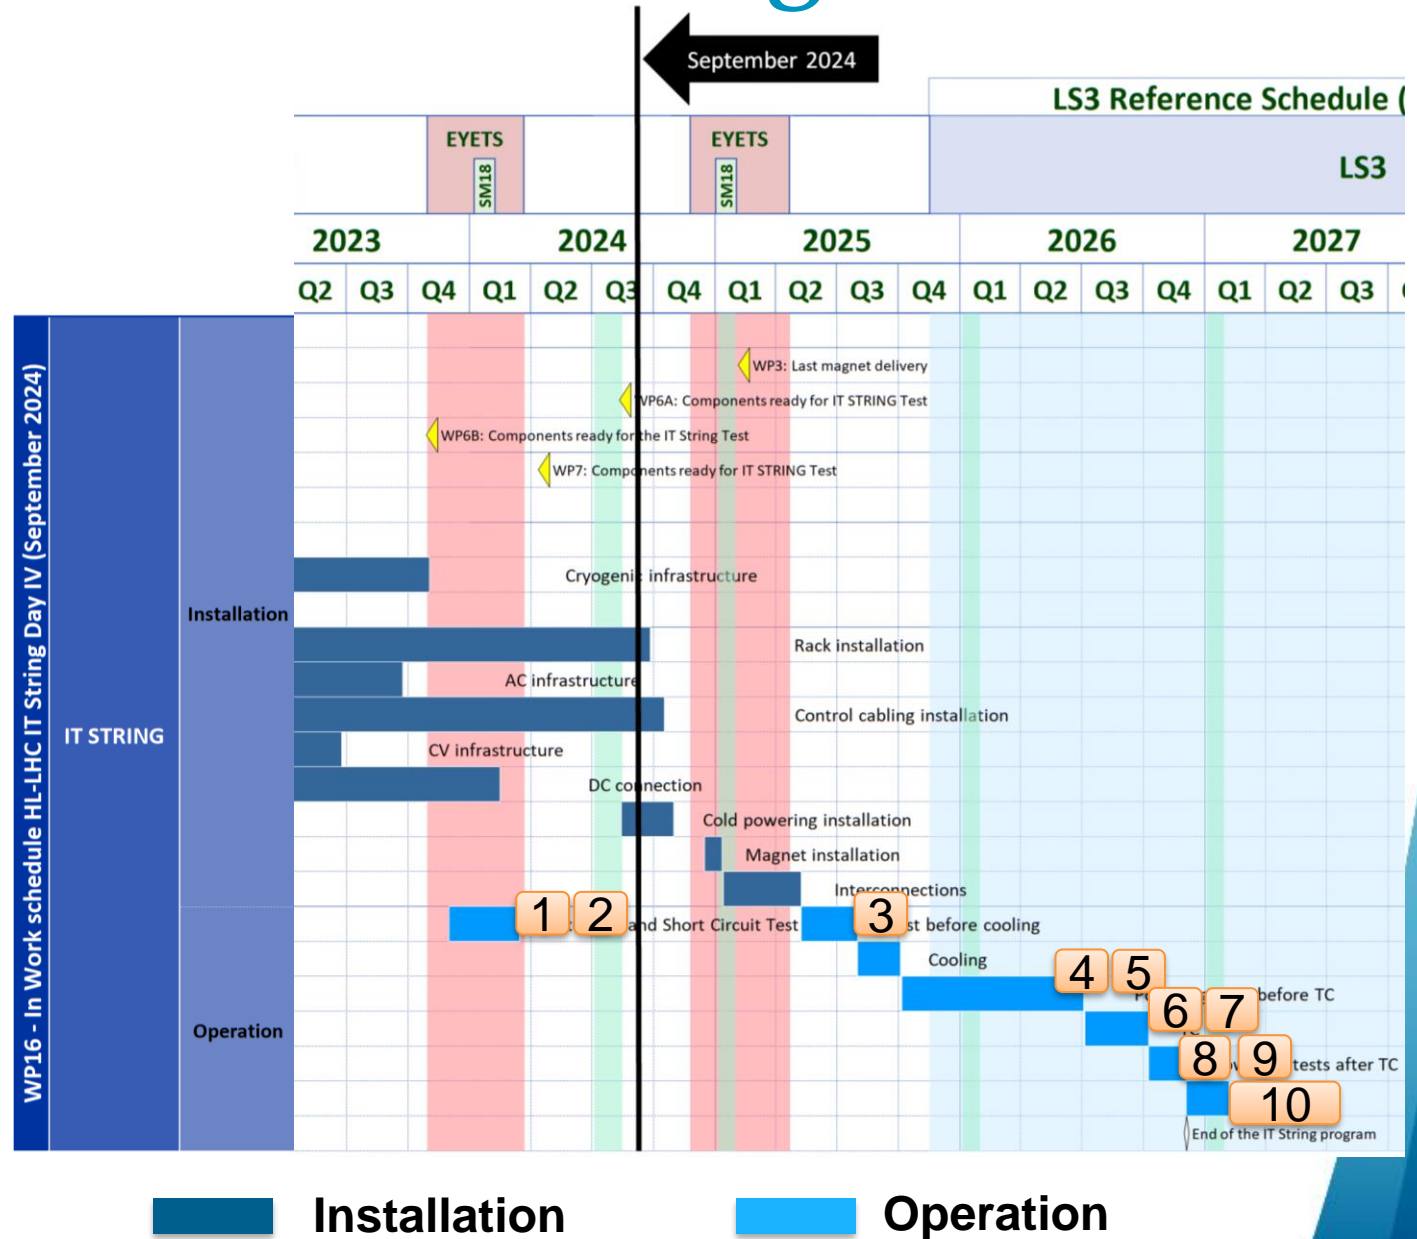 September 2024
LS3 Reference Schedule (
EYETS
EYETS
LS3
SM18
SM18
2023 2024 2025 2026 2027
Q2 Q3 Q4 Q1 Q2 Q3 Q4 Q1 Q2 Q3 Q4 Q1 Q2 Q3 Q4 Q1 Q2 Q3
WP16 - In Work schedule HL-LHC IT String Day IV (September 2024)
IT STRING
Installation
WP3: Last magnet delivery
WP6A: Components ready for IT STRING Test
WP6B: Components ready for the IT String Test
WP7: Components ready for IT STRING Test
Cryogenic infrastructure
Rack installation
AC infrastructure
Control cabling installation
CV infrastructure
DC connection
Cold powering installation
Magnet installation
Interconnections
Operation
1 2 and Short Circuit Test 3 before cooling
Cooling 4 5
before TC
6 7
8 9 tests after TC
10
End of the IT String program
Installation Operation